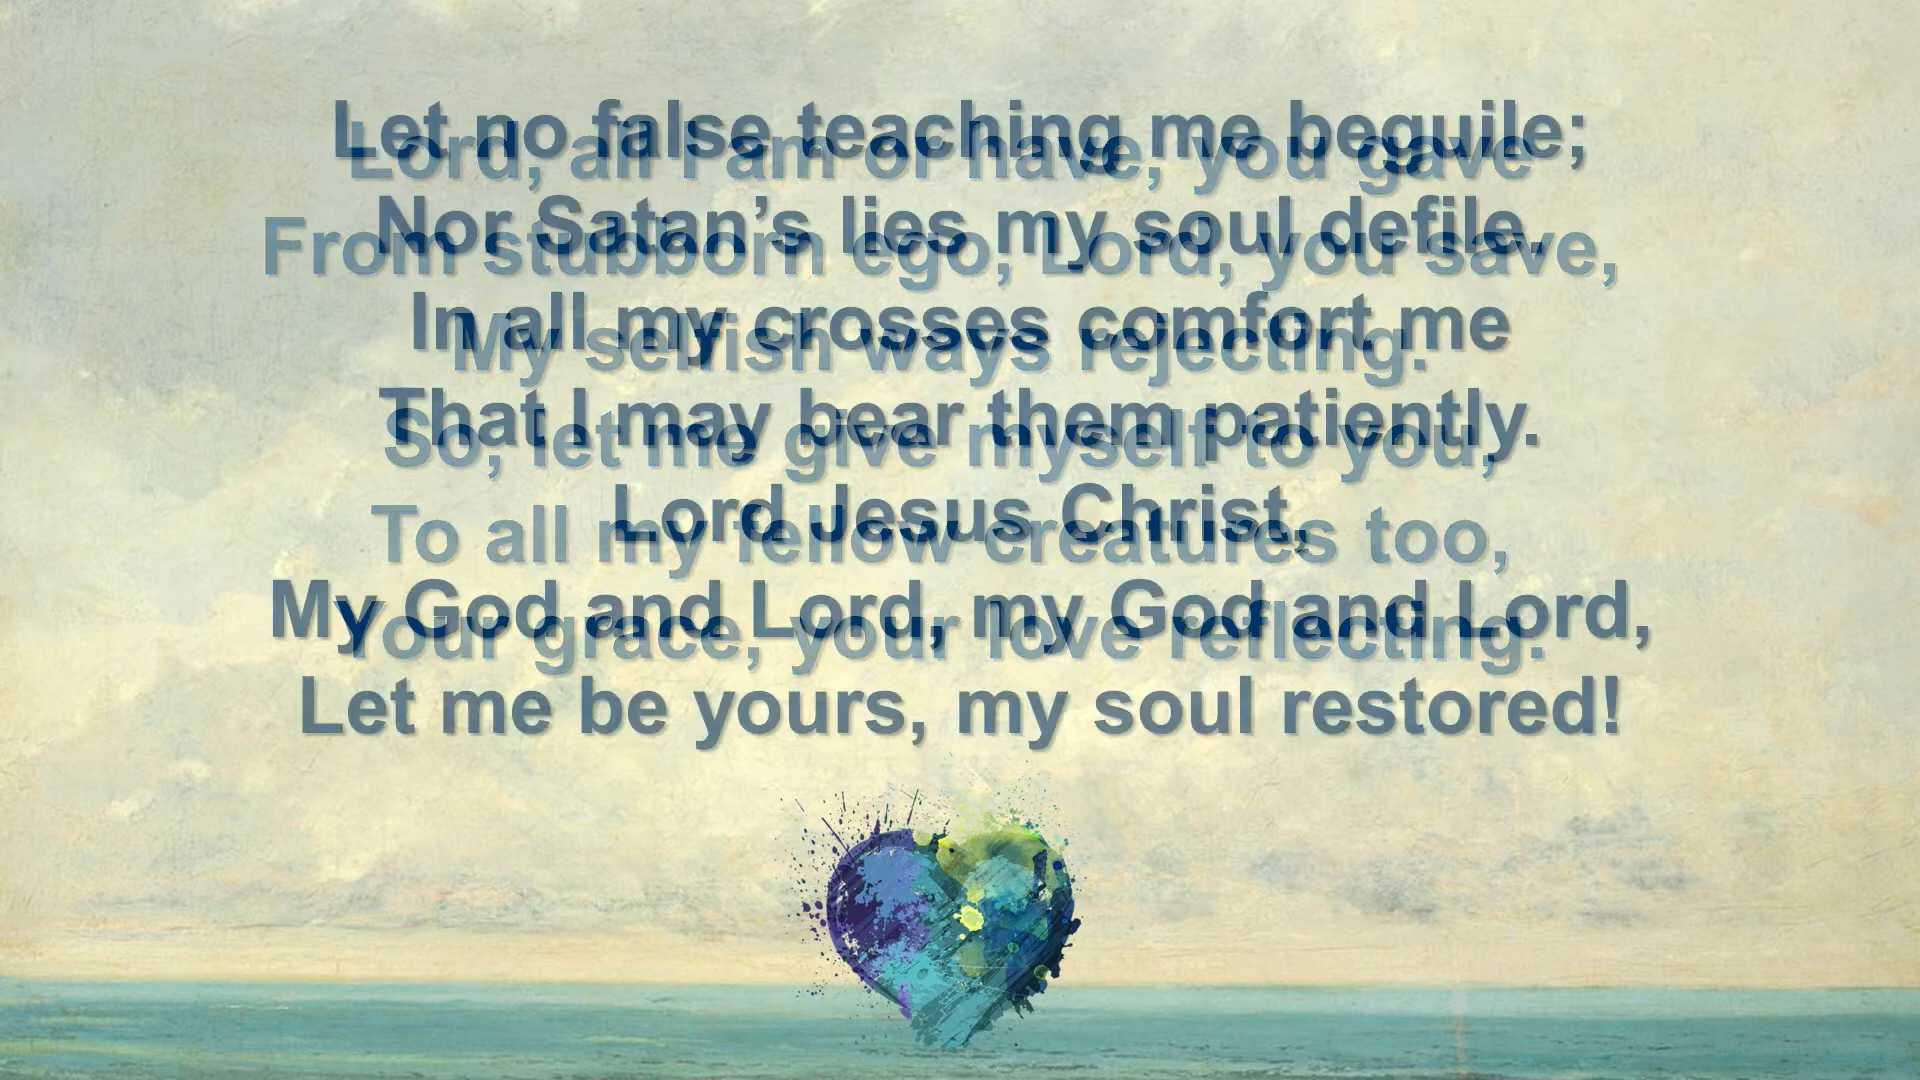 Let no false teaching me beguile;
Lord, all I am or have, you gave
Nor Satan’s lies my soul defile.
From stubborn ego, Lord, you save,
In all my crosses comfort me
My selfish ways rejecting.
That I may bear them patiently.
So, let me give myself to you,
Lord Jesus Christ,
To all my fellow creatures too,
My God and Lord, my God and Lord,
Your grace, your love reflecting.
Let me be yours, my soul restored!